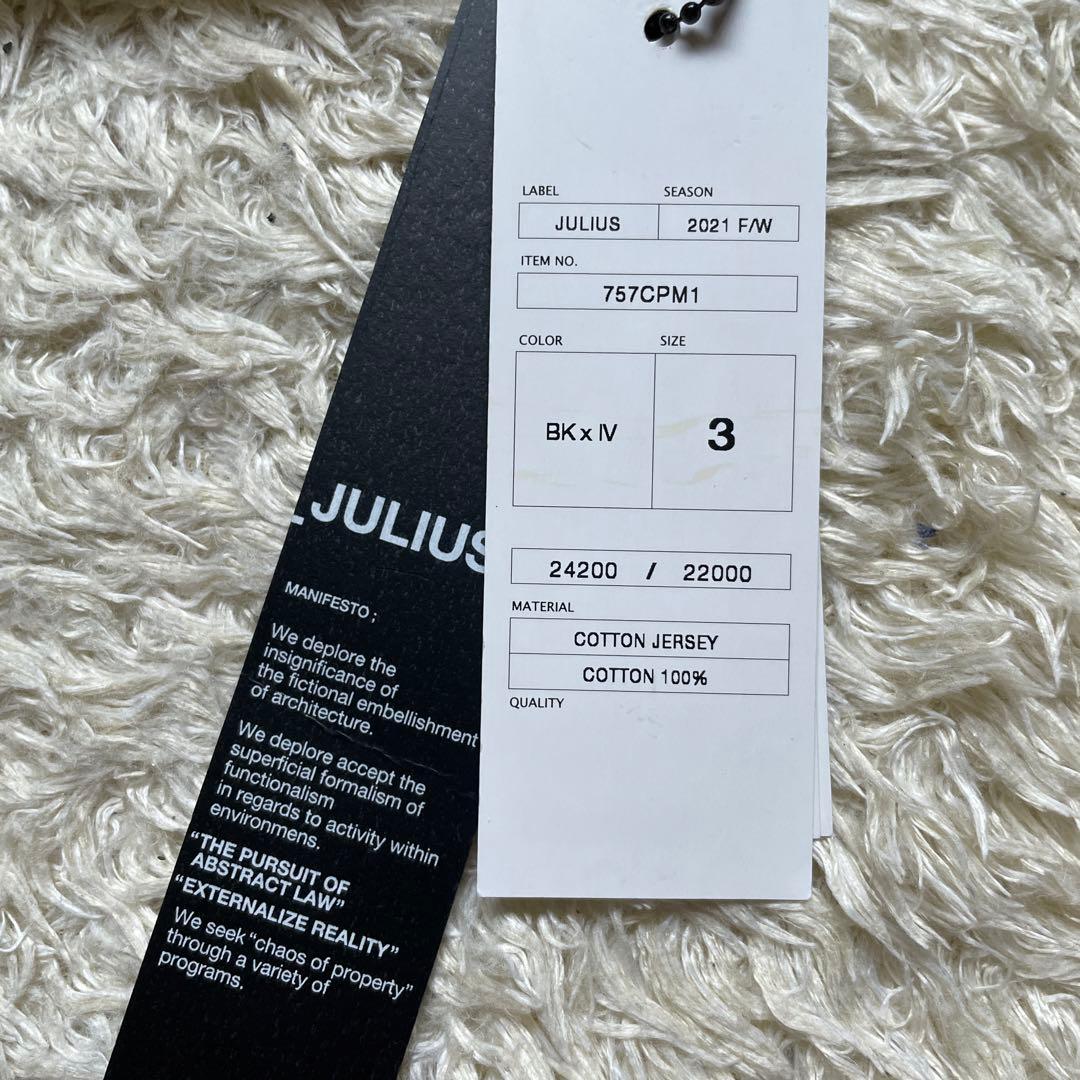 LABEL SEASON
JULIUS 2021 F/W
ITEM NO.
757CPM1
COLOR SIZE
BK x IV 3
24200 / 22000
MATERIAL
COTTON JERSEY
COTTON 100%
QUALITY
_JULIUS
MANIFESTO ;
We deplore the
insignificance of
the fictional embellishment
of architecture.
We deplore accept the
superficial formalism of
functionalism
in regards to activity within
environmens.
“THE PURSUIT OF
ABSTRACT LAW”
“EXTERNALIZE REALITY”
We seek “chaos of property”
through a variety of
programs.